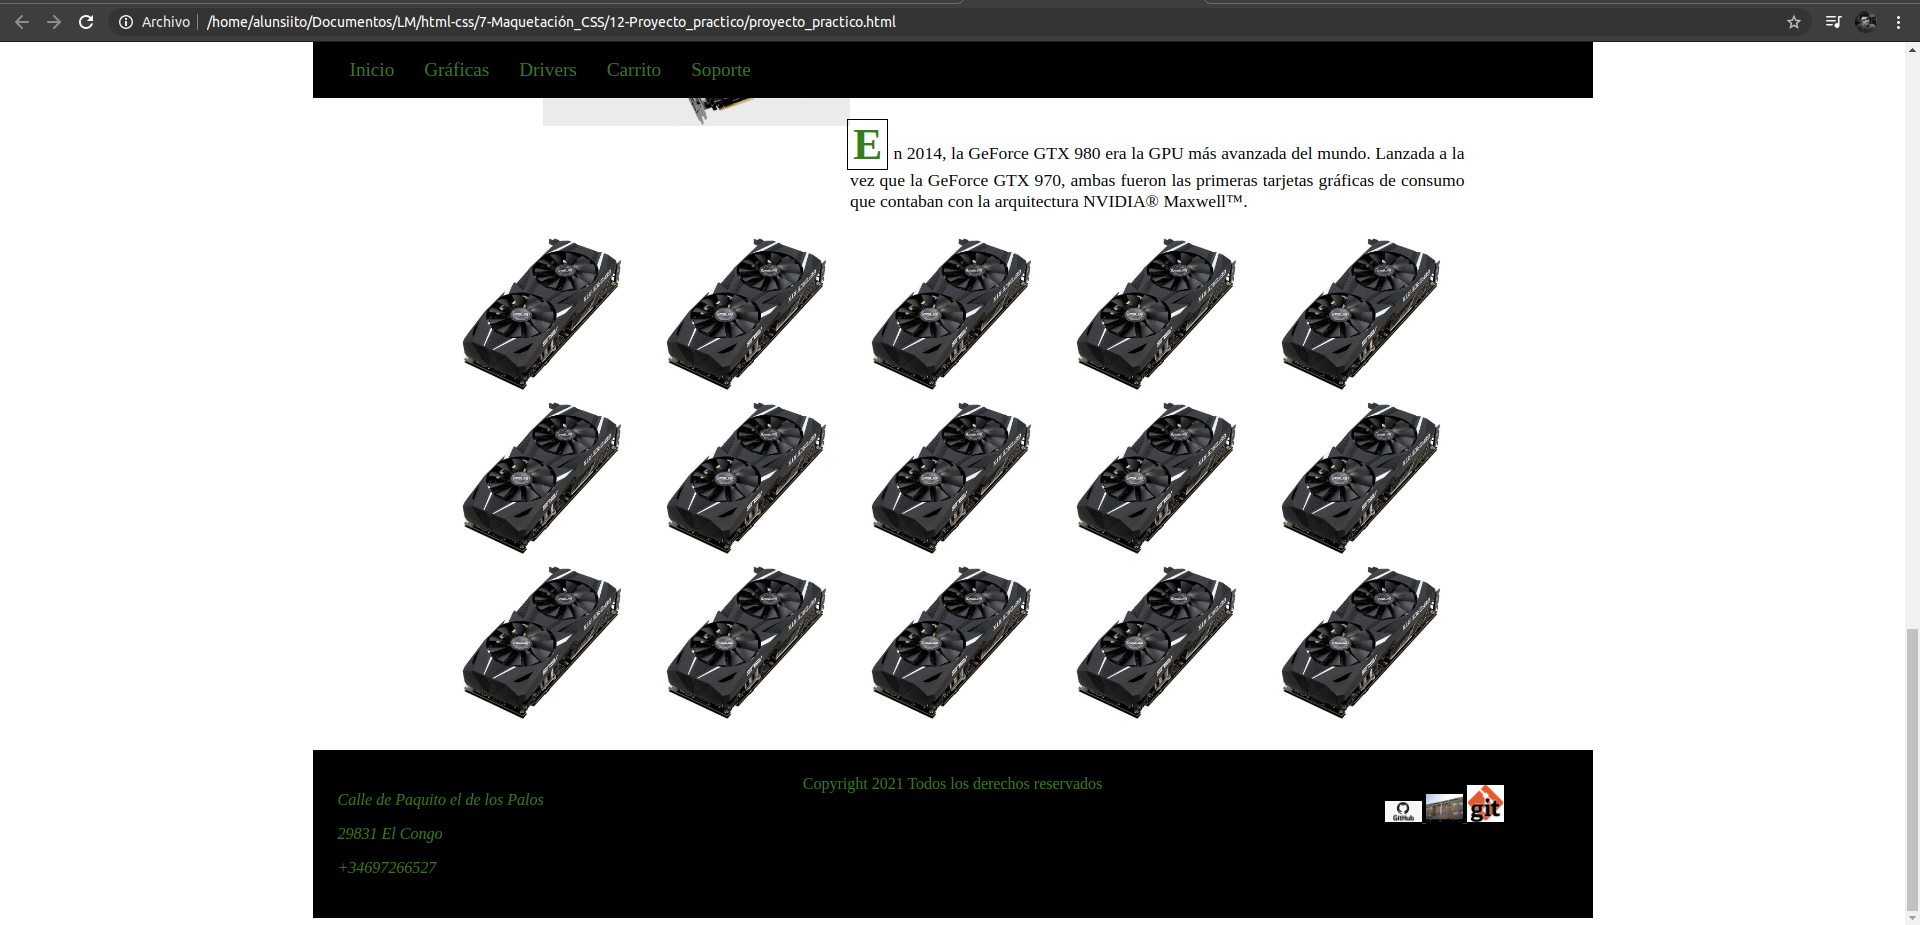 Archivo | /home/alunsiito/Documentos/LM/html-css/7-Maquetación_CSS/12-Proyecto_practico/proyecto_practico.html
Inicio Gráficas Drivers Carrito Soporte
En 2014, la GeForce GTX 980 era la GPU más avanzada del mundo. Lanzada a la
vez que la GeForce GTX 970, ambas fueron las primeras tarjetas gráficas de consumo
que contaban con la arquitectura NVIDIA® Maxwell™.
Copyright 2021 Todos los derechos reservados
Calle de Paquito el de los Palos
29831 El Congo
+34697266527
GitHub
git